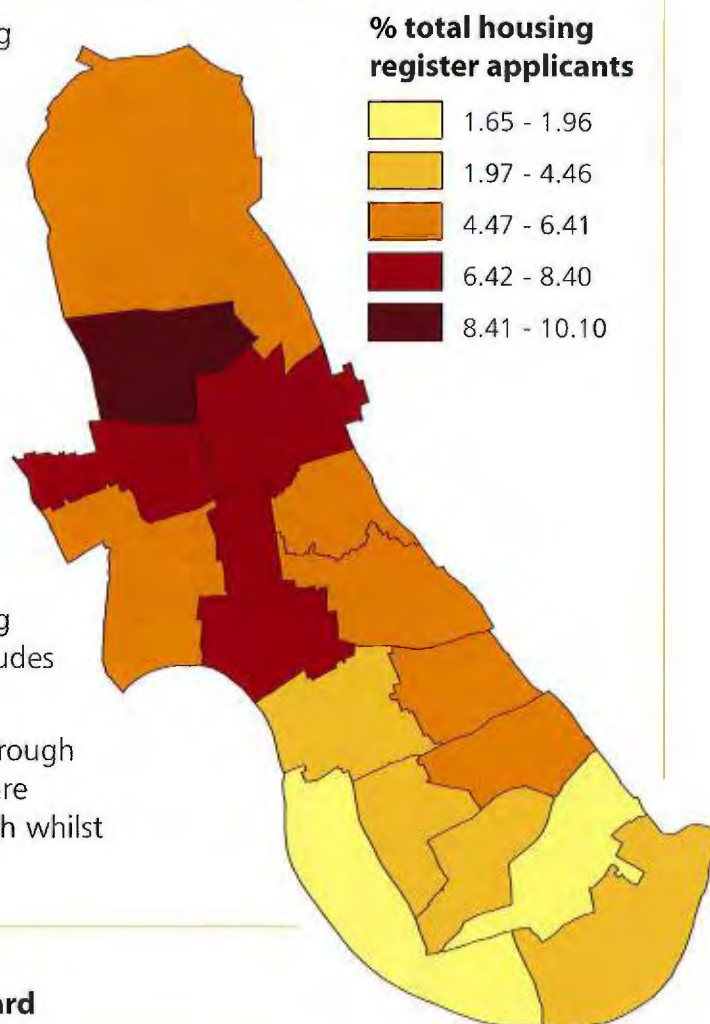 g
% total housing
register applicants
1.65 - 1.96
1.97 - 4.46
4.47 - 6.41
6.42 - 8.40
8.41 - 10.10
g
udes
rough
re
h whilst
ard